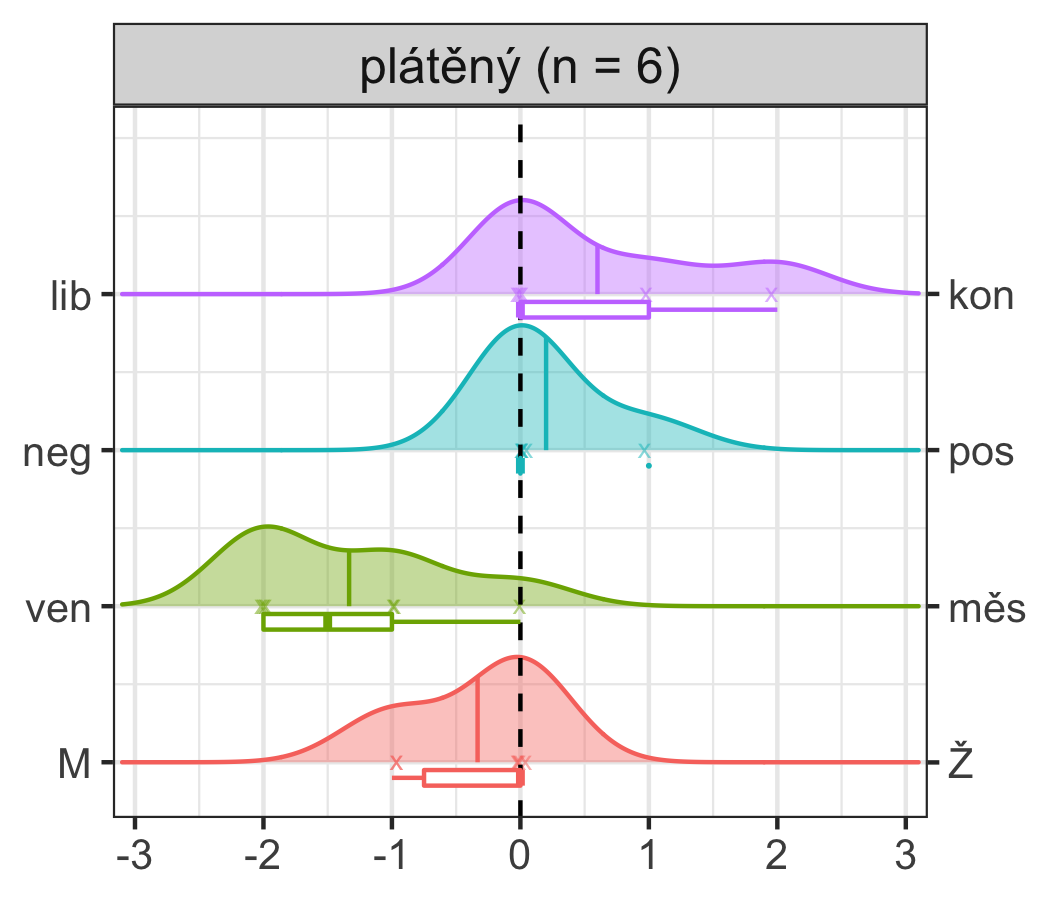 plátěný (n = 6)
lib kon
neg pos
ven měs
M Ž
-3 -2 -1 0 1 2 3